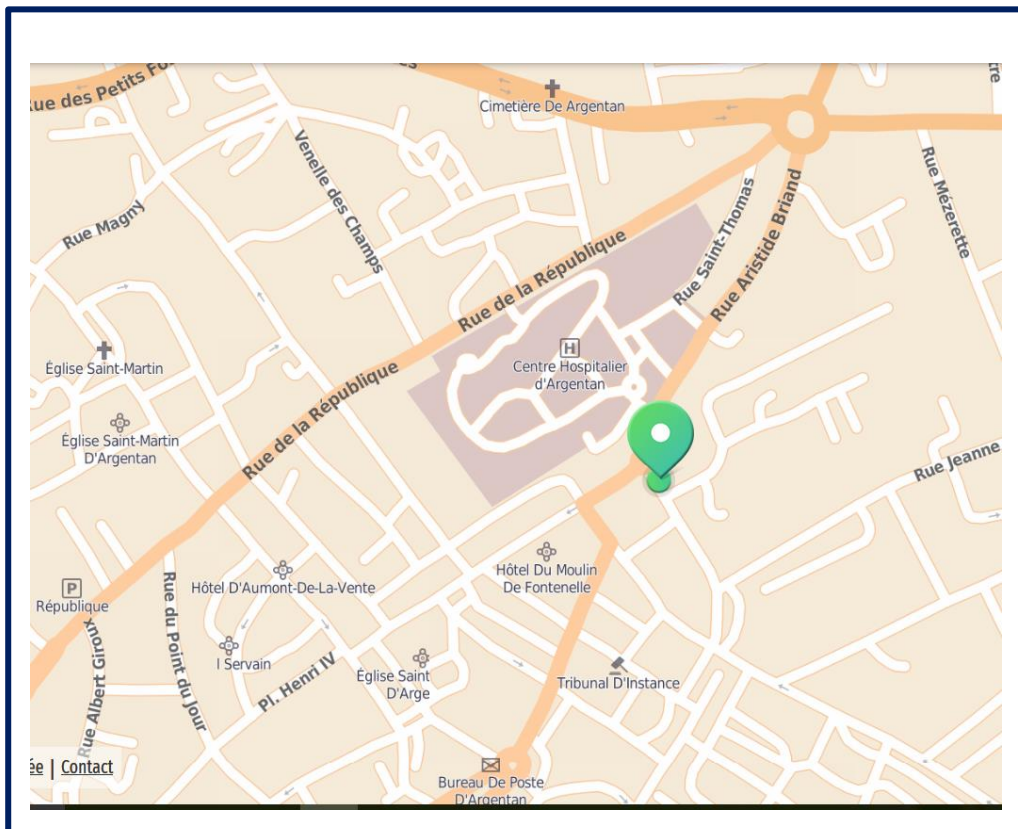 Rue des Petits
Cimetière De Argentan
Venelle des Champs
Rue Mézerette
Rue Magny
Rue Saint-Thomas
Rue Aristide Briand
Rue de la République
Centre Hospitalier
d'Argentan
Église Saint-Martin
Rue de la République
Église Saint-Martin
D'Argentan
H
Rue Jeanne
P
République
Hôtel D'Aumont-De-La-Vente
Hôtel Du Moulin
De Fontenelle
Rue du Point du Jour
Rue Albert Giroux
I Servain
Pl. Henri IV
Église Saint
D'Arge
Tribunal D'Instance
ée | Contact
Bureau De Poste
D'Argentan